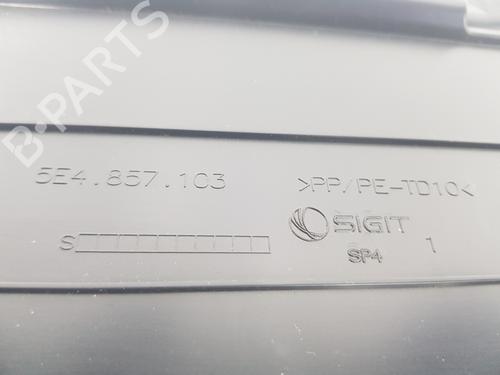 B-PARTS
5E4.857.103
>PP/PE-TD10<
SIGIT
S
SP4 1